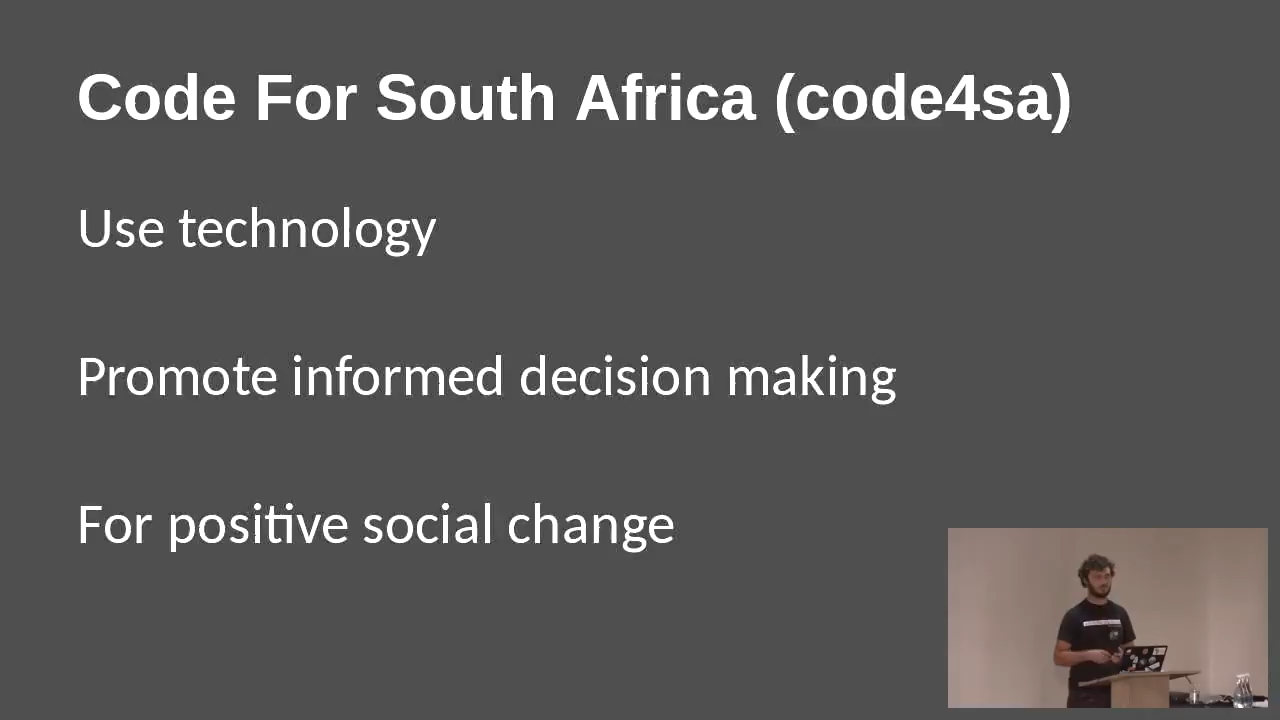 Code For South Africa (code4sa)
Use technology
Promote informed decision making
For positive social change